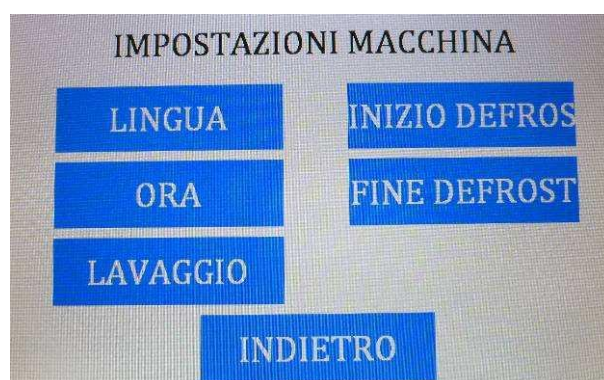 IMPOSTAZIONI MACCHINA
LINGUA
INIZIO DEFROS
ORA
FINE DEFROST
LAVAGGIO
INDIETRO